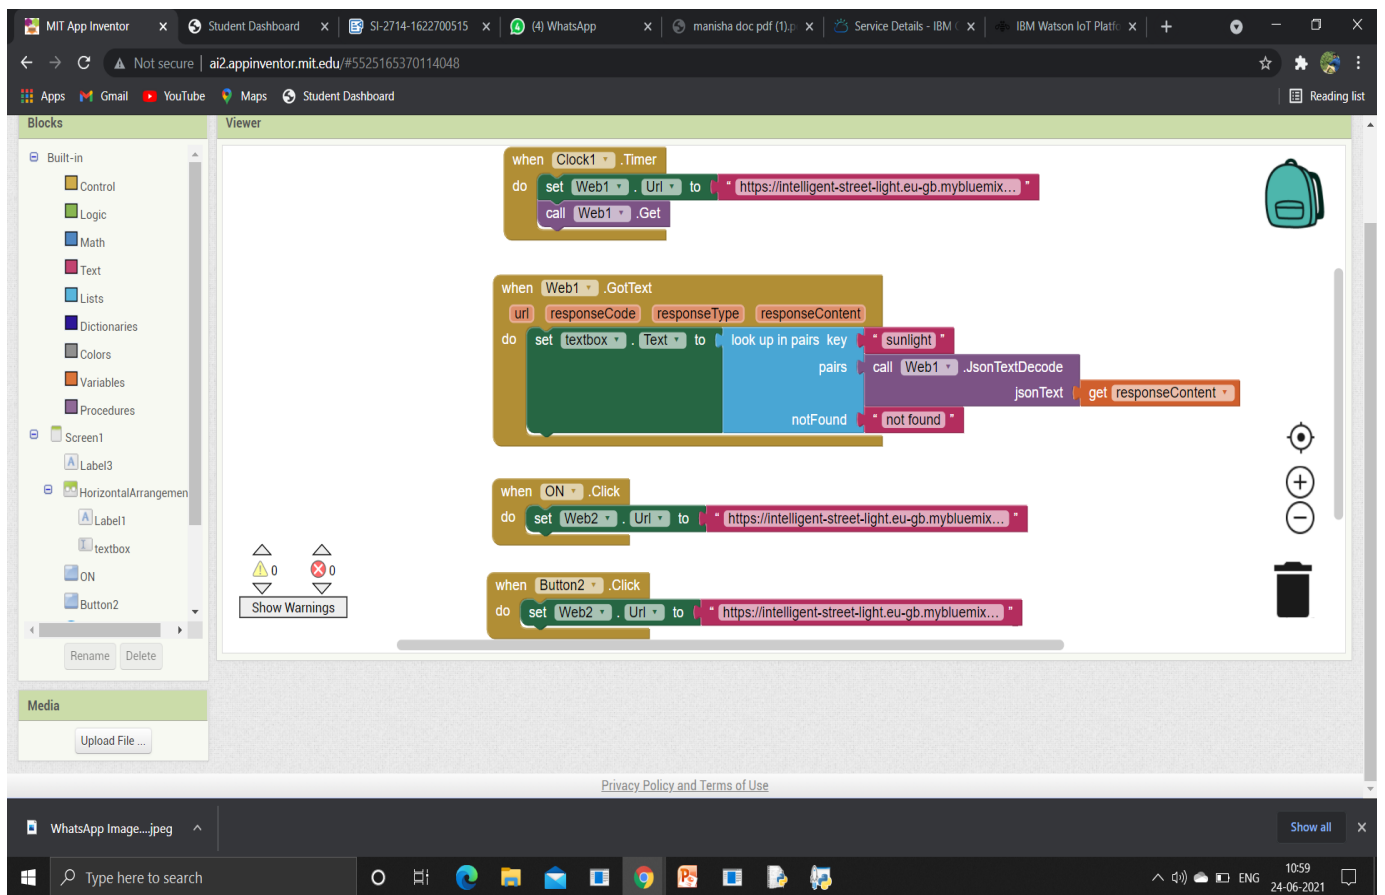 MIT App Inventor
Student Dashboard
SI-2714-1622700515
(4) WhatsApp
manisha doc pdf (1).p
Service Details - IBM
IBM Watson IoT Platfo
Not secure | ai2.appinventor.mit.edu/#5525165370114048
Apps Gmail YouTube Maps Student Dashboard Reading list
Blocks
Viewer
Built-in
Control
Logic
Math
Text
Lists
Dictionaries
Colors
Variables
Procedures
Screen1
Label3
HorizontalArrangemen
Label1
textbox
ON
Button2
Rename Delete
when Clock1 .Timer
do set Web1 . Url to " https://intelligent-street-light.eu-gb.mybluemix... "
call Web1 .Get
when Web1 .GotText
url responseCode responseType responseContent
do set textbox . Text to look up in pairs key " sunlight "
pairs call Web1 .JsonTextDecode
jsonText get responseContent
notFound " not found "
when ON .Click
do set Web2 . Url to " https://intelligent-street-light.eu-gb.mybluemix... "
when Button2 .Click
do set Web2 . Url to " https://intelligent-street-light.eu-gb.mybluemix... "
0 0
Show Warnings
Media
Upload File ...
Privacy Policy and Terms of Use
WhatsApp Image....jpeg
Show all
Type here to search
ENG
10:59
24-06-2021